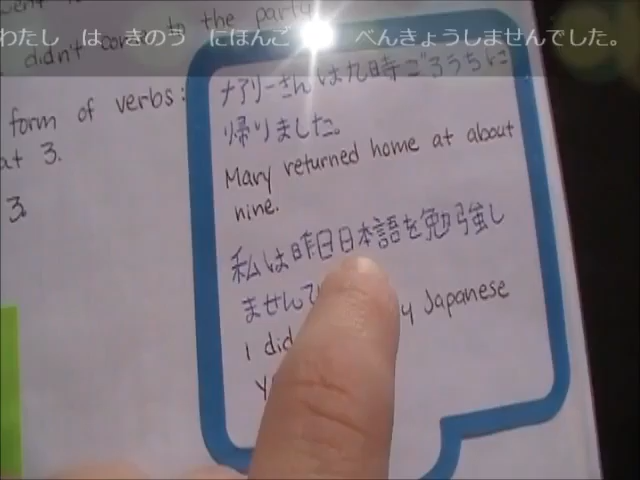 わたし は きのう にほんご べんきょうしませんでした。
didn't to the party
form of verbs:
at 3.
3
メアリーさんは九時ごろうちに
帰りました。
Mary returned home at about
nine.
私は昨日日本語を勉強し
ませんで
I did y Japanese
y